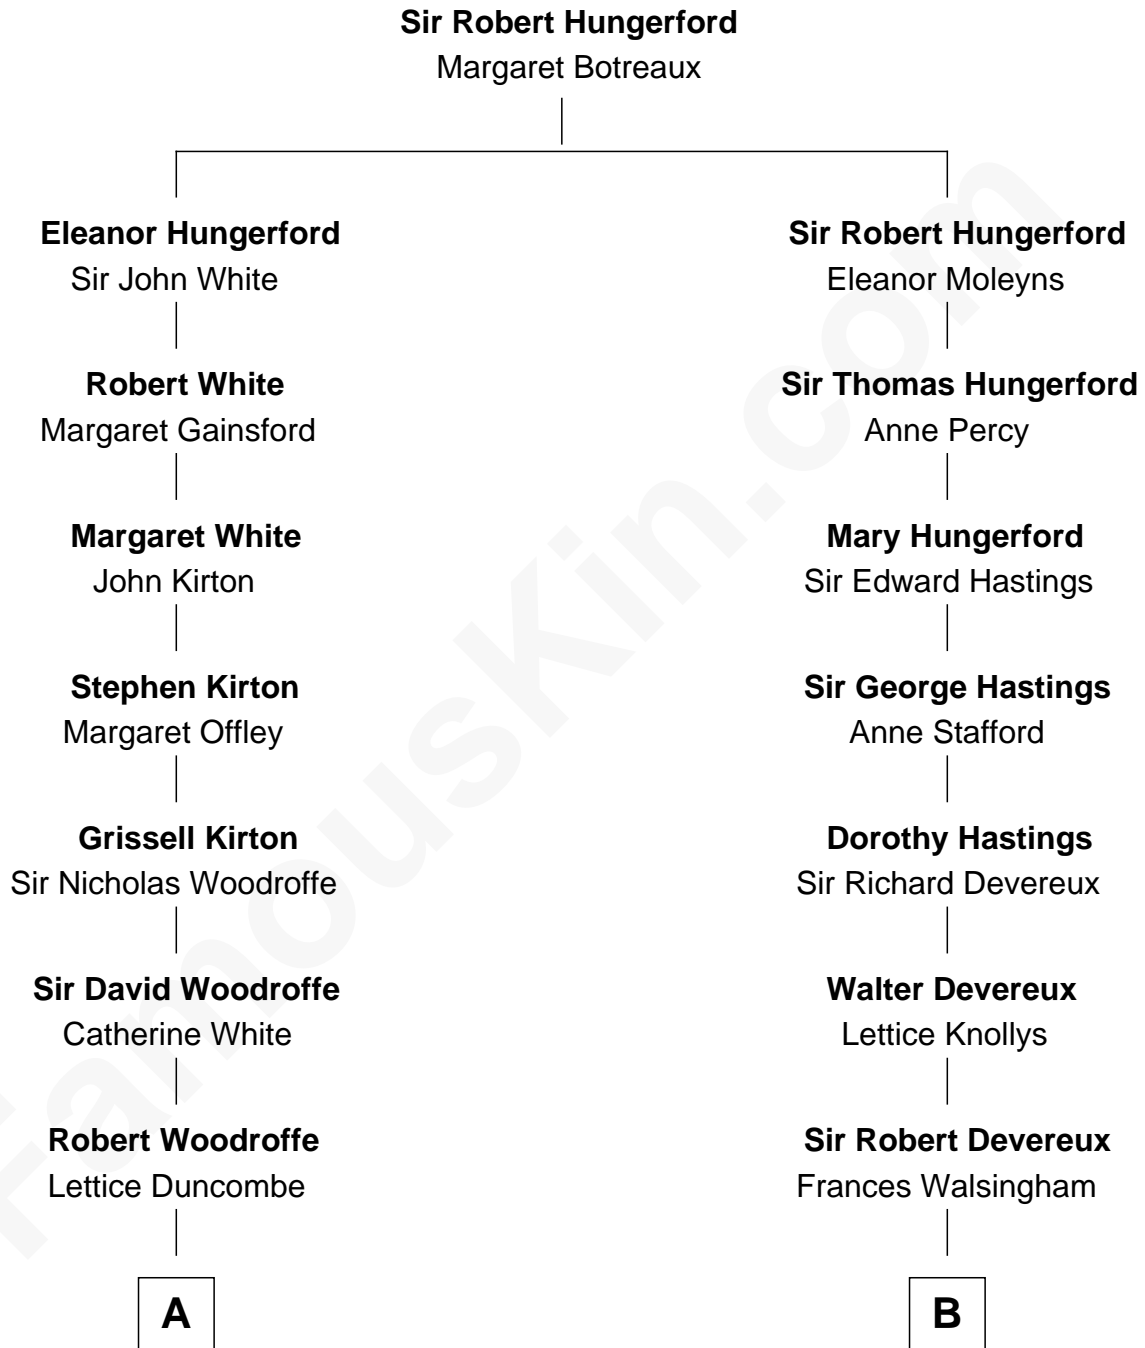 Sir Robert Hungerford
Margaret Botreaux
Eleanor Hungerford
Sir John White
Sir Robert Hungerford
Eleanor Moleyns
Robert White
Margaret Gainsford
Sir Thomas Hungerford
Anne Percy
Margaret White
John Kirton
Mary Hungerford
Sir Edward Hastings
Stephen Kirton
Margaret Offley
Sir George Hastings
Anne Stafford
Grissell Kirton
Sir Nicholas Woodroffe
Dorothy Hastings
Sir Richard Devereux
Sir David Woodroffe
Catherine White
Walter Devereux
Lettice Knollys
Robert Woodroffe
Lettice Duncombe
Sir Robert Devereux
Frances Walsingham
A
B
FamousKin.com